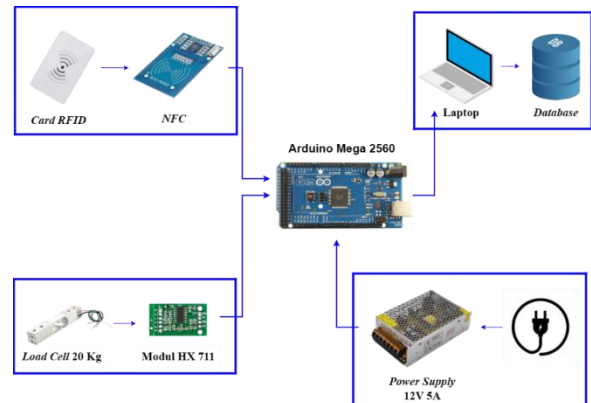 Card RFID
NFC
DB
Laptop
Database
Arduino Mega 2560
Load Cell 20 Kg
Modul HX 711
Power Supply
12V 5A